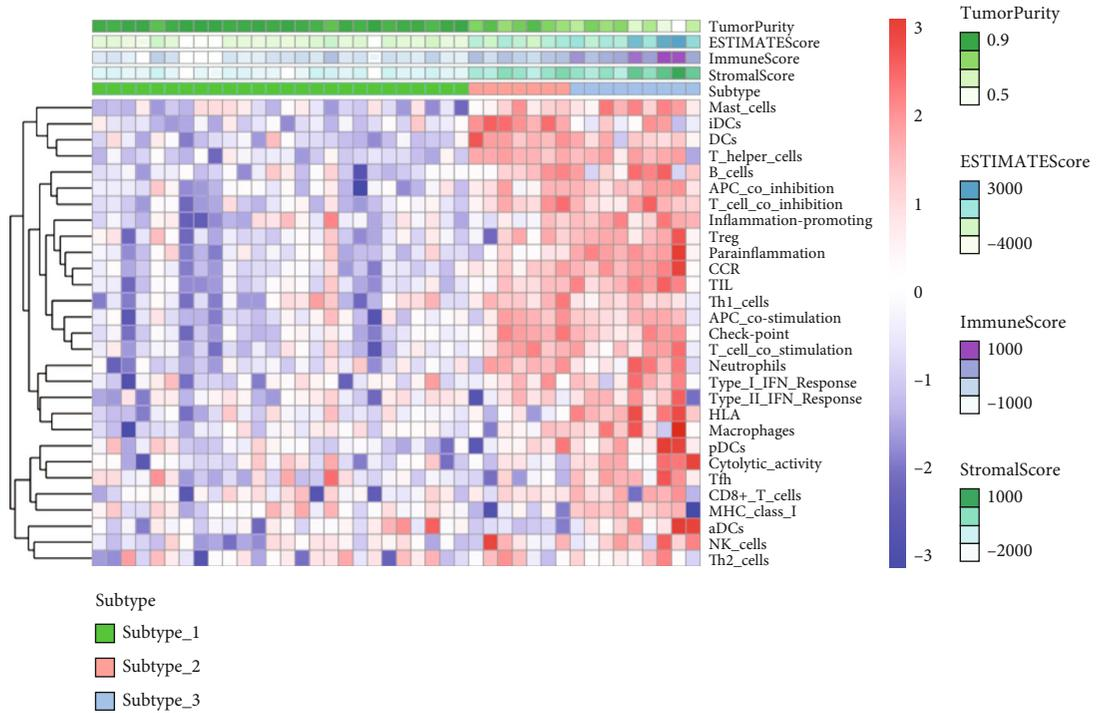 TumorPurity
ESTIMATEScore
ImmuneScore
StromalScore
Subtype
Mast_cells
iDCs
DCs
T_helper_cells
B_cells
APC_co_inhibition
T_cell_co_inhibition
Inflammation-promoting
Treg
Parainflammation
CCR
TIL
Th1_cells
APC_co-stimulation
Check-point
T_cell_co_stimulation
Neutrophils
Type_I_IFN_Response
Type_II_IFN_Response
HLA
Macrophages
pDCs
Cytolytic_activity
Tfh
CD8+_T_cells
MHC_class_I
aDCs
NK_cells
Th2_cells
3
2
1
0
−1
−2
−3
TumorPurity
0.9
0.5
ESTIMATEScore
3000
−4000
ImmuneScore
1000
−1000
StromalScore
1000
−2000
Subtype
Subtype_1
Subtype_2
Subtype_3